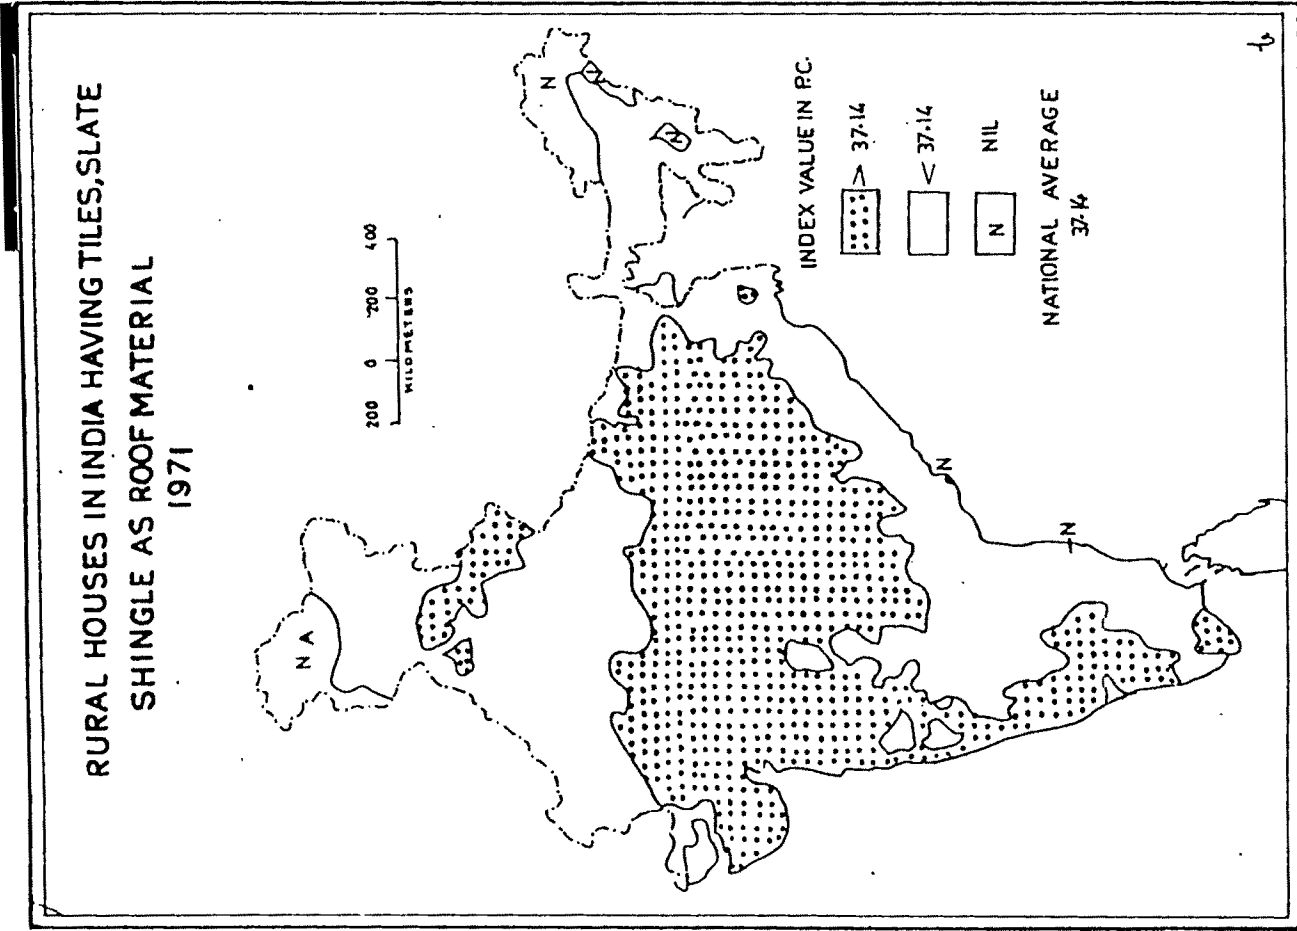 RURAL HOUSES IN INDIA HAVING TILES, SLATE
SHINGLE AS ROOF MATERIAL
1971
200 0 200 400
KILOMETERS
N A
N
N
N
N
N
INDEX VALUE IN P.C.
> 37.14
< 37.14
N NIL
NATIONAL AVERAGE
37.14